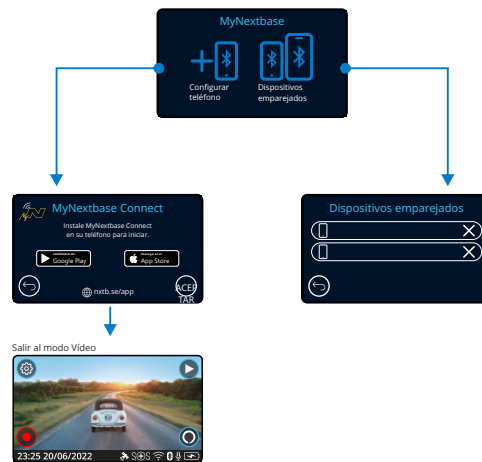 MyNextbase
Configurar
teléfono
Dispositivos
emparejados
MyNextbase Connect
Instale MyNextbase Connect
en su teléfono para iniciar.
Google Play
App Store
nxtb.se/app
ACEP
TAR
Dispositivos emparejados
Salir al modo Vídeo
23:25 20/06/2022
SOS